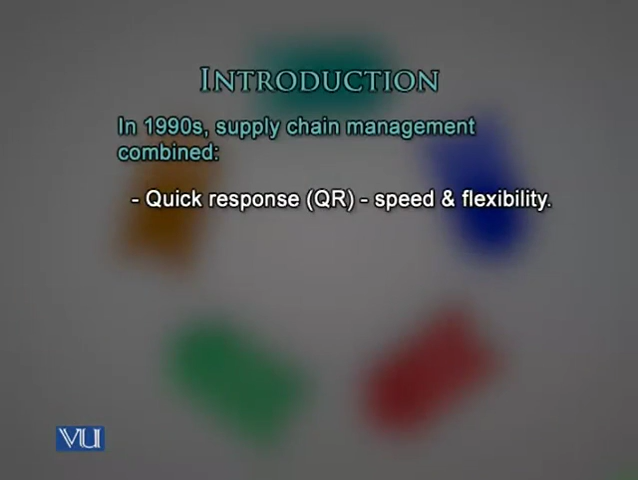 INTRODUCTION
In 1990s, supply chain management
combined:
- Quick response (QR) - speed & flexibility.
VU